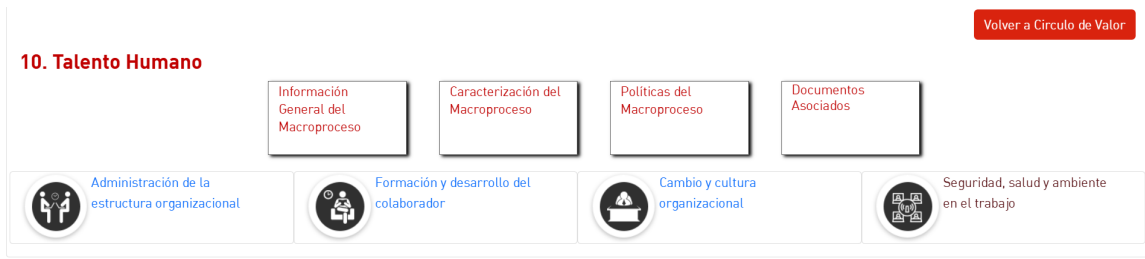 Volver a Circulo de Valor
10. Talento Humano
Información
General del
Macroproceso
Caracterización del
Macroproceso
Políticas del
Macroproceso
Documentos
Asociados
Administración de la
estructura organizacional
Formación y desarrollo del
colaborador
Cambio y cultura
organizacional
Seguridad, salud y ambiente
en el trabajo